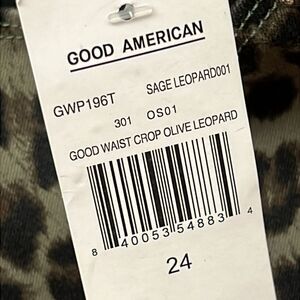 GOOD AMERICAN
GWP196T SAGE LEOPARD001
301 OS01
GOOD WAIST CROP OLIVE LEOPARD
8 40053 54883 4
24